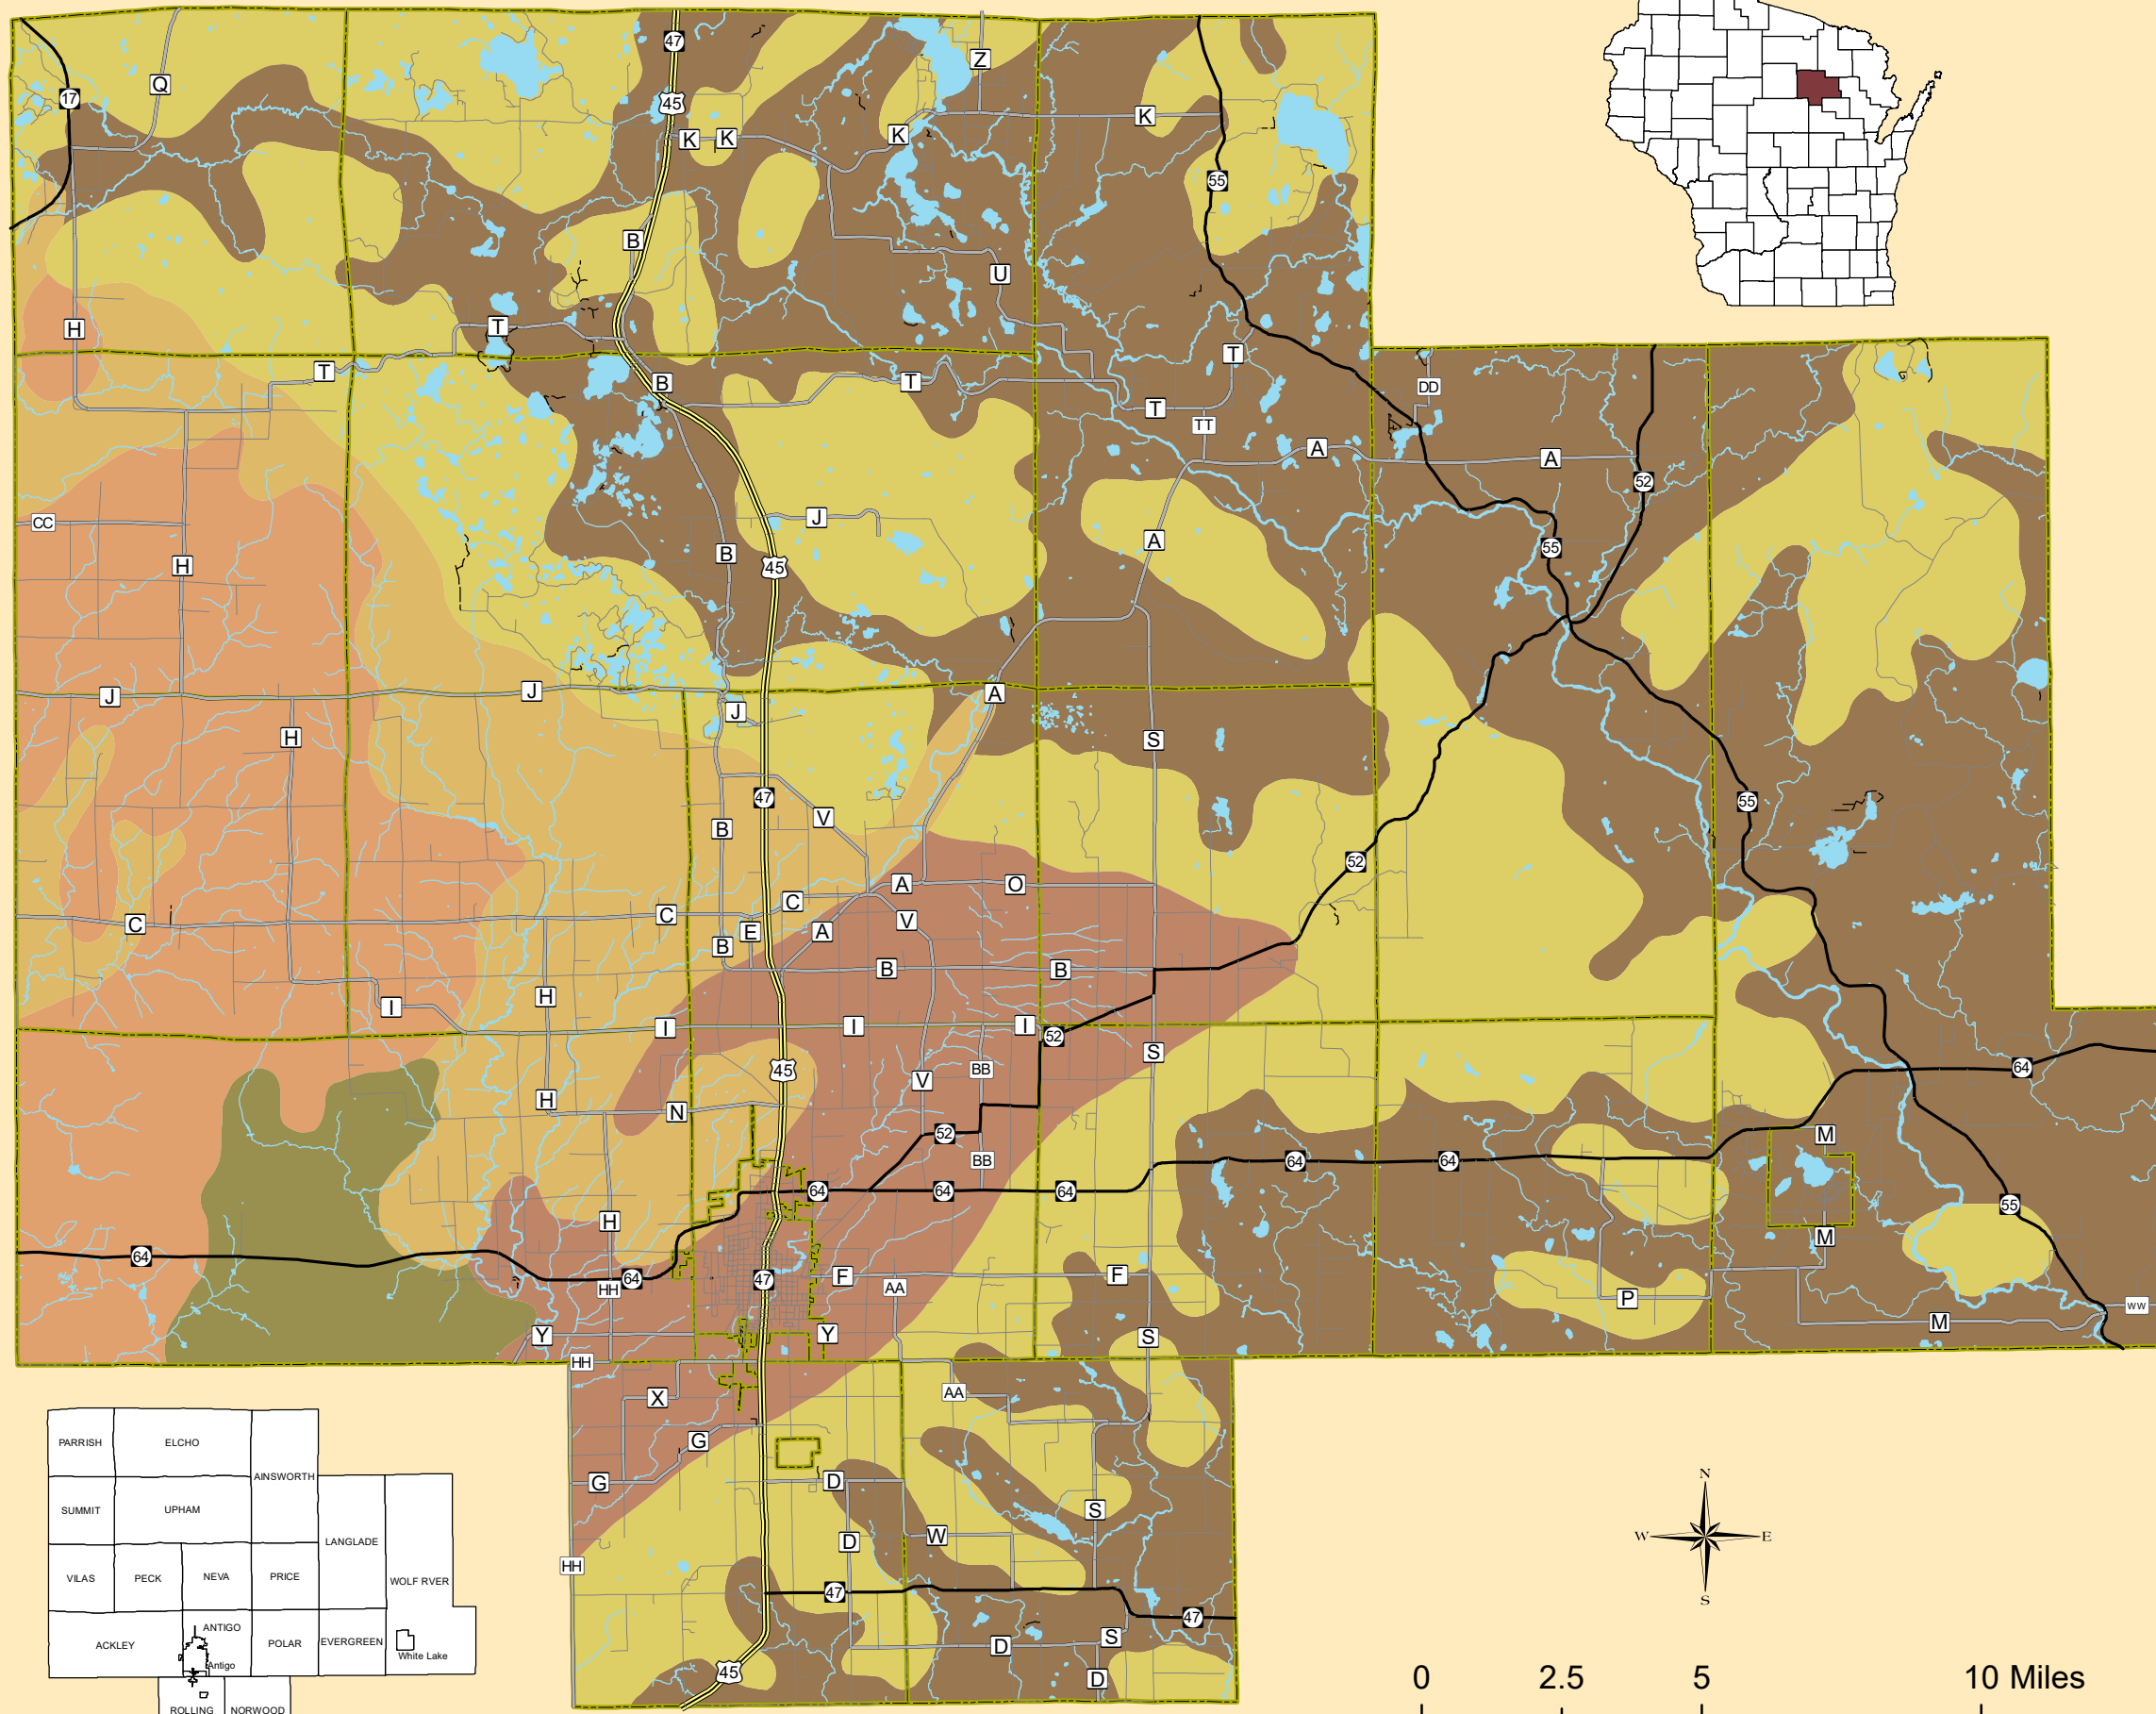 47
Z
17
Q
45
K
K
K
K
55
B
U
H
T
T
T
B
T
DD
T
TT
A
A
52
CC
J
H
B
A
55
45
J
J
A
J
H
S
47
55
B
V
52
C
C
C
A
O
V
B
E
A
B
B
H
I
I
I
I
52
S
45
BB
V
64
H
N
52
BB
M
64
64
64
64
64
H
55
M
64
64
47
F
AA
F
HH
P
WW
M
Y
Y
S
HH
X
AA
G
G
D
S
D
W
HH
47
47
D
S
45
D
PARRISH
ELCHO
AINSWORTH
SUMMIT
UPHAM
LANGLADE
VILAS
PECK
NEVA
PRICE
WOLF RVER
ANTIGO
ACKLEY
POLAR
EVERGREEN
Antigo
White Lake
ROLLING
NORWOOD
N
W
E
S
0 2.5 5 10 Miles